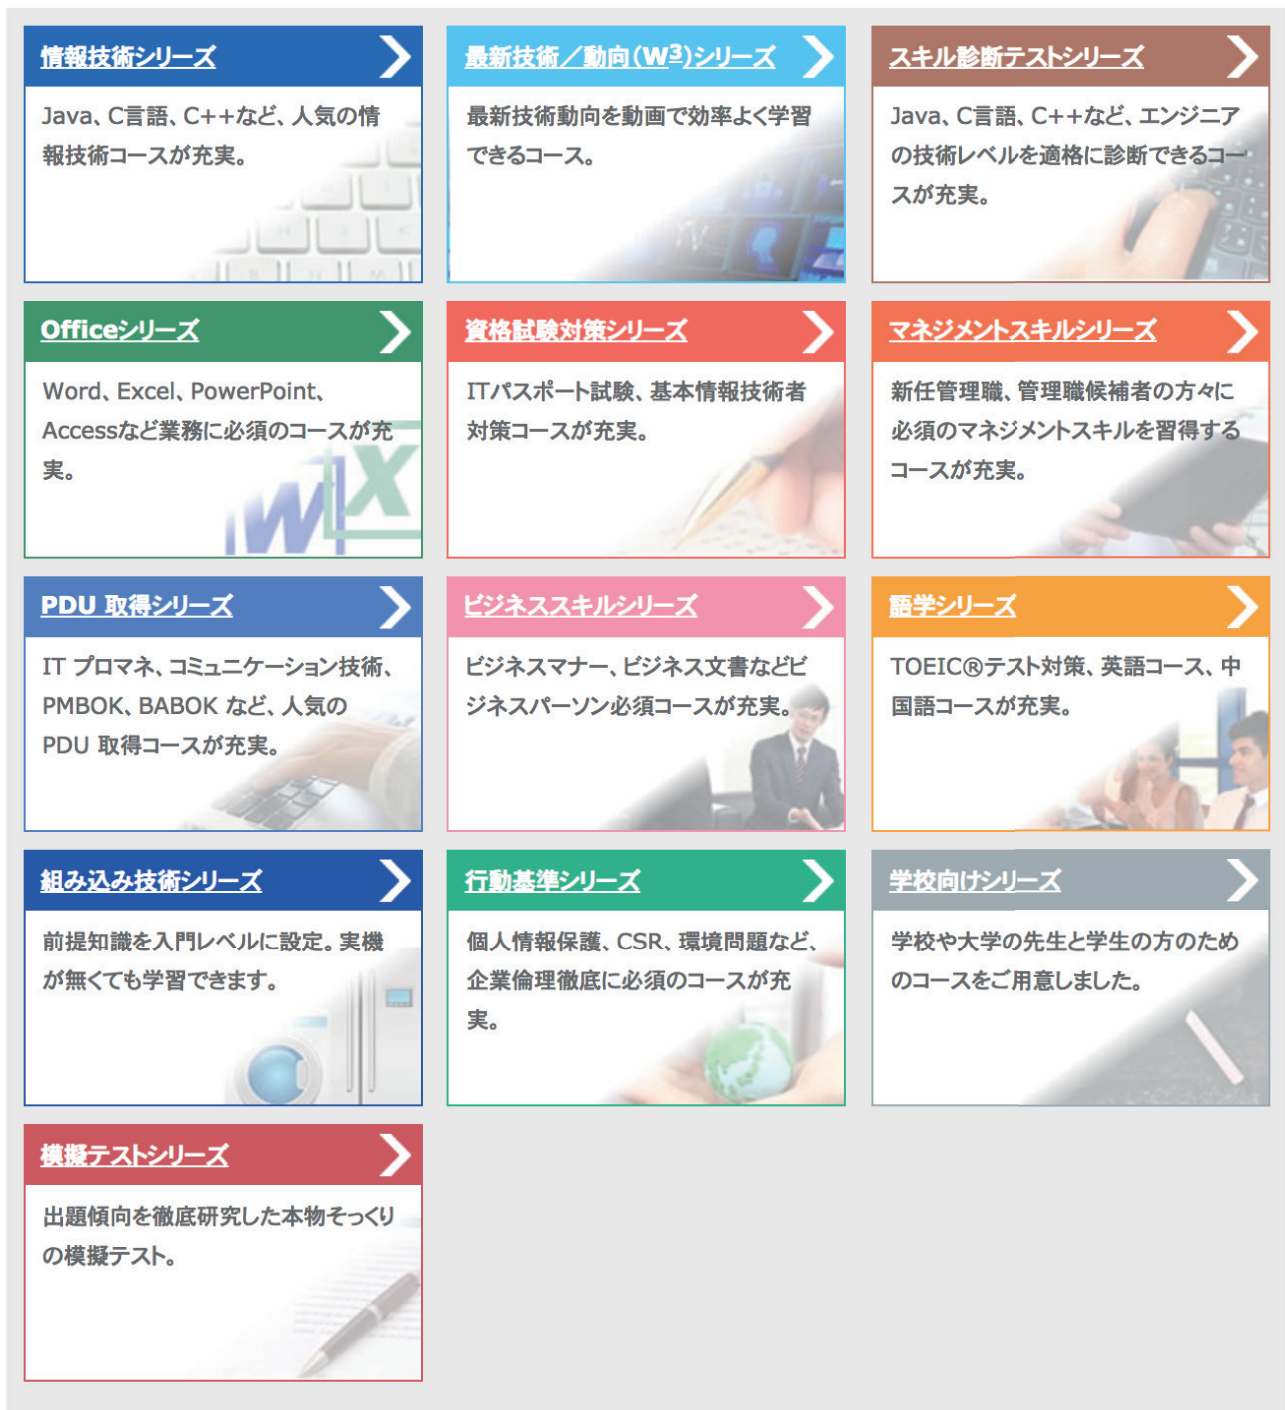 情報技術シリーズ
Java、C言語、C++など、人気の情
報技術コースが充実。
最新技術／動向(W3)シリーズ
最新技術動向を動画で効率よく学習
できるコース。
スキル診断テストシリーズ
Java、C言語、C++など、エンジニア
の技術レベルを適格に診断できるコー
スが充実。
Officeシリーズ
Word、Excel、PowerPoint、
Accessなど業務に必須のコースが充
実。
資格試験対策シリーズ
ITパスポート試験、基本情報技術者
対策コースが充実。
マネジメントスキルシリーズ
新任管理職、管理職候補者の方々に
必須のマネジメントスキルを習得する
コースが充実。
PDU 取得シリーズ
IT プロマネ、コミュニケーション技術、
PMBOK、BABOK など、人気の
PDU 取得コースが充実。
ビジネススキルシリーズ
ビジネスマナー、ビジネス文書などビ
ジネスパーソン必須コースが充実。
語学シリーズ
TOEIC®テスト対策、英語コース、中
国語コースが充実。
組み込み技術シリーズ
前提知識を入門レベルに設定。実機
が無くても学習できます。
行動基準シリーズ
個人情報保護、CSR、環境問題など、
企業倫理徹底に必須のコースが充
実。
学校向けシリーズ
学校や大学の先生と学生の方のため
のコースをご用意しました。
模擬テストシリーズ
出題傾向を徹底研究した本物そっくり
の模擬テスト。